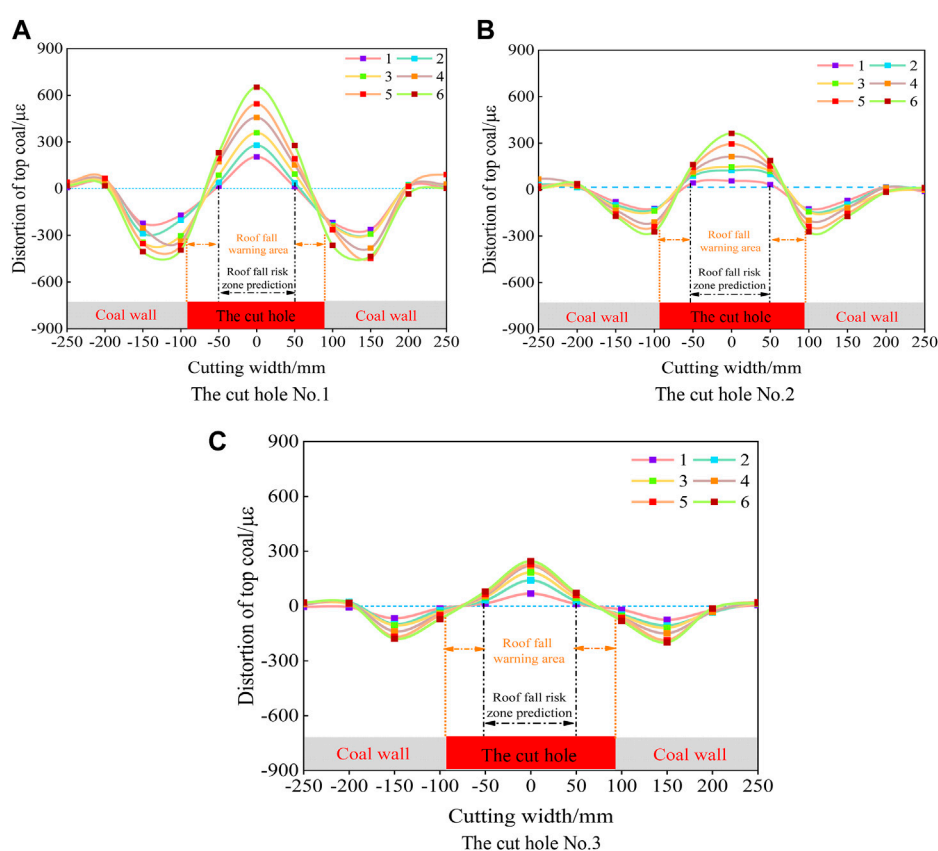 A
900
600
300
0
-300
-600
-900
Distortion of top coal/με
1 2
3 4
5 6
Roof fall
warning area
Roof fall risk
zone prediction
Coal wall The cut hole Coal wall
-250 -200 -150 -100 -50 0 50 100 150 200 250
Cutting width/mm
The cut hole No.1
B
900
600
300
0
-300
-600
-900
Distortion of top coal/με
1 2
3 4
5 6
Roof fall
warning area
Roof fall risk
zone prediction
Coal wall The cut hole Coal wall
-250 -200 -150 -100 -50 0 50 100 150 200 250
Cutting width/mm
The cut hole No.2
C
900
600
300
0
-300
-600
-900
Distortion of top coal/με
1 2
3 4
5 6
Roof fall
warning area
Roof fall risk
zone prediction
Coal wall The cut hole Coal wall
-250 -200 -150 -100 -50 0 50 100 150 200 250
Cutting width/mm
The cut hole No.3